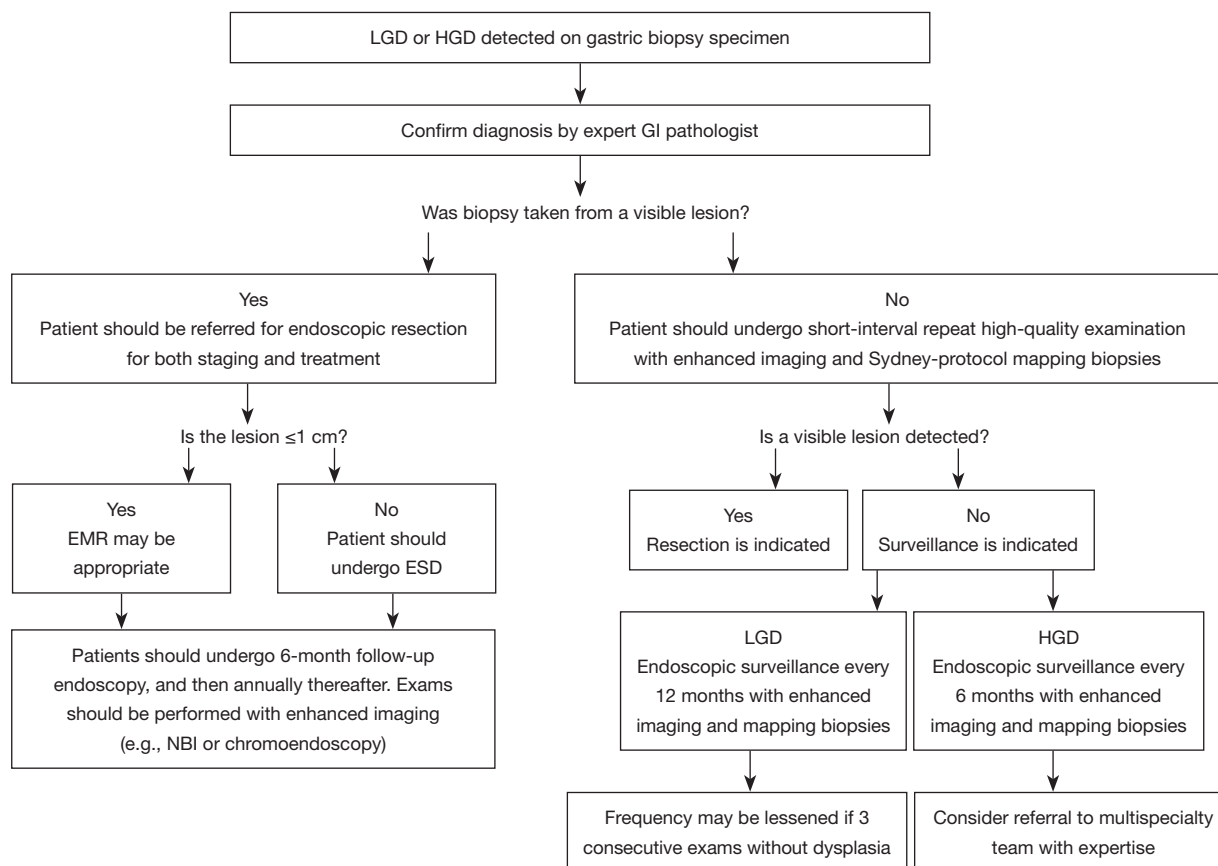 LGD or HGD detected on gastric biopsy specimen
Confirm diagnosis by expert GI pathologist
Was biopsy taken from a visible lesion?
Yes
Patient should be referred for endoscopic resection
for both staging and treatment
No
Patient should undergo short-interval repeat high-quality examination
with enhanced imaging and Sydney-protocol mapping biopsies
Is the lesion ≤1 cm?
Is a visible lesion detected?
Yes
EMR may be
appropriate
No
Patient should
undergo ESD
Yes
Resection is indicated
No
Surveillance is indicated
Patients should undergo 6-month follow-up
endoscopy, and then annually thereafter. Exams
should be performed with enhanced imaging
(e.g., NBI or chromoendoscopy)
LGD
Endoscopic surveillance every
12 months with enhanced
imaging and mapping biopsies
HGD
Endoscopic surveillance every
6 months with enhanced
imaging and mapping biopsies
Frequency may be lessened if 3
consecutive exams without dysplasia
Consider referral to multispecialty
team with expertise